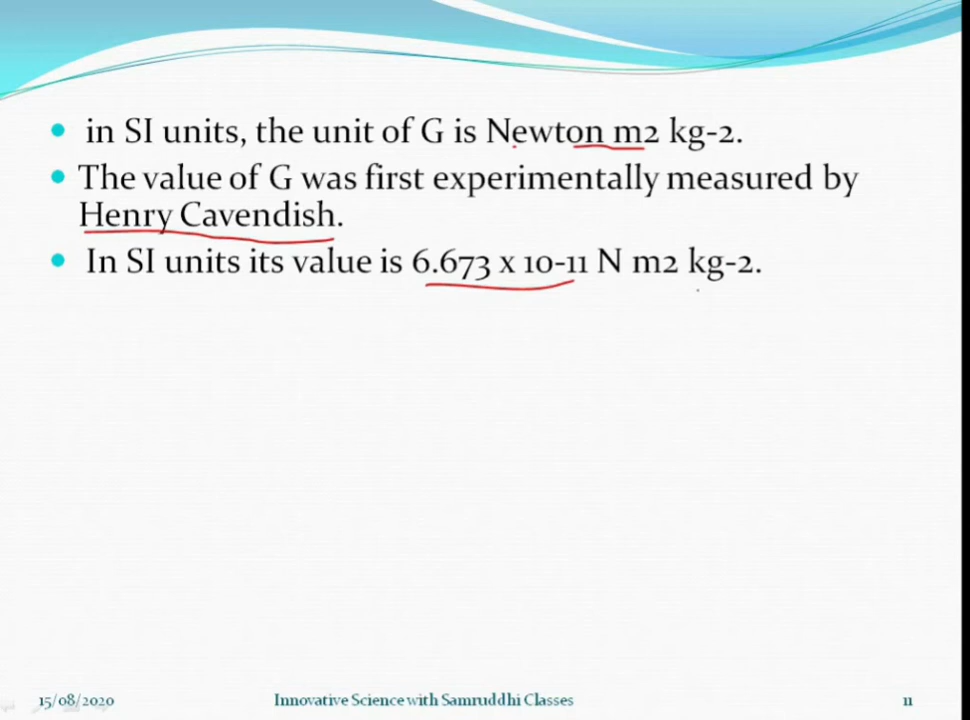 in SI units, the unit of G is Newton m2 kg-2.
The value of G was first experimentally measured by
Henry Cavendish.
In SI units its value is 6.673 x 10-11 N m2 kg-2.
15/08/2020 Innovative Science with Samruddhi Classes 11